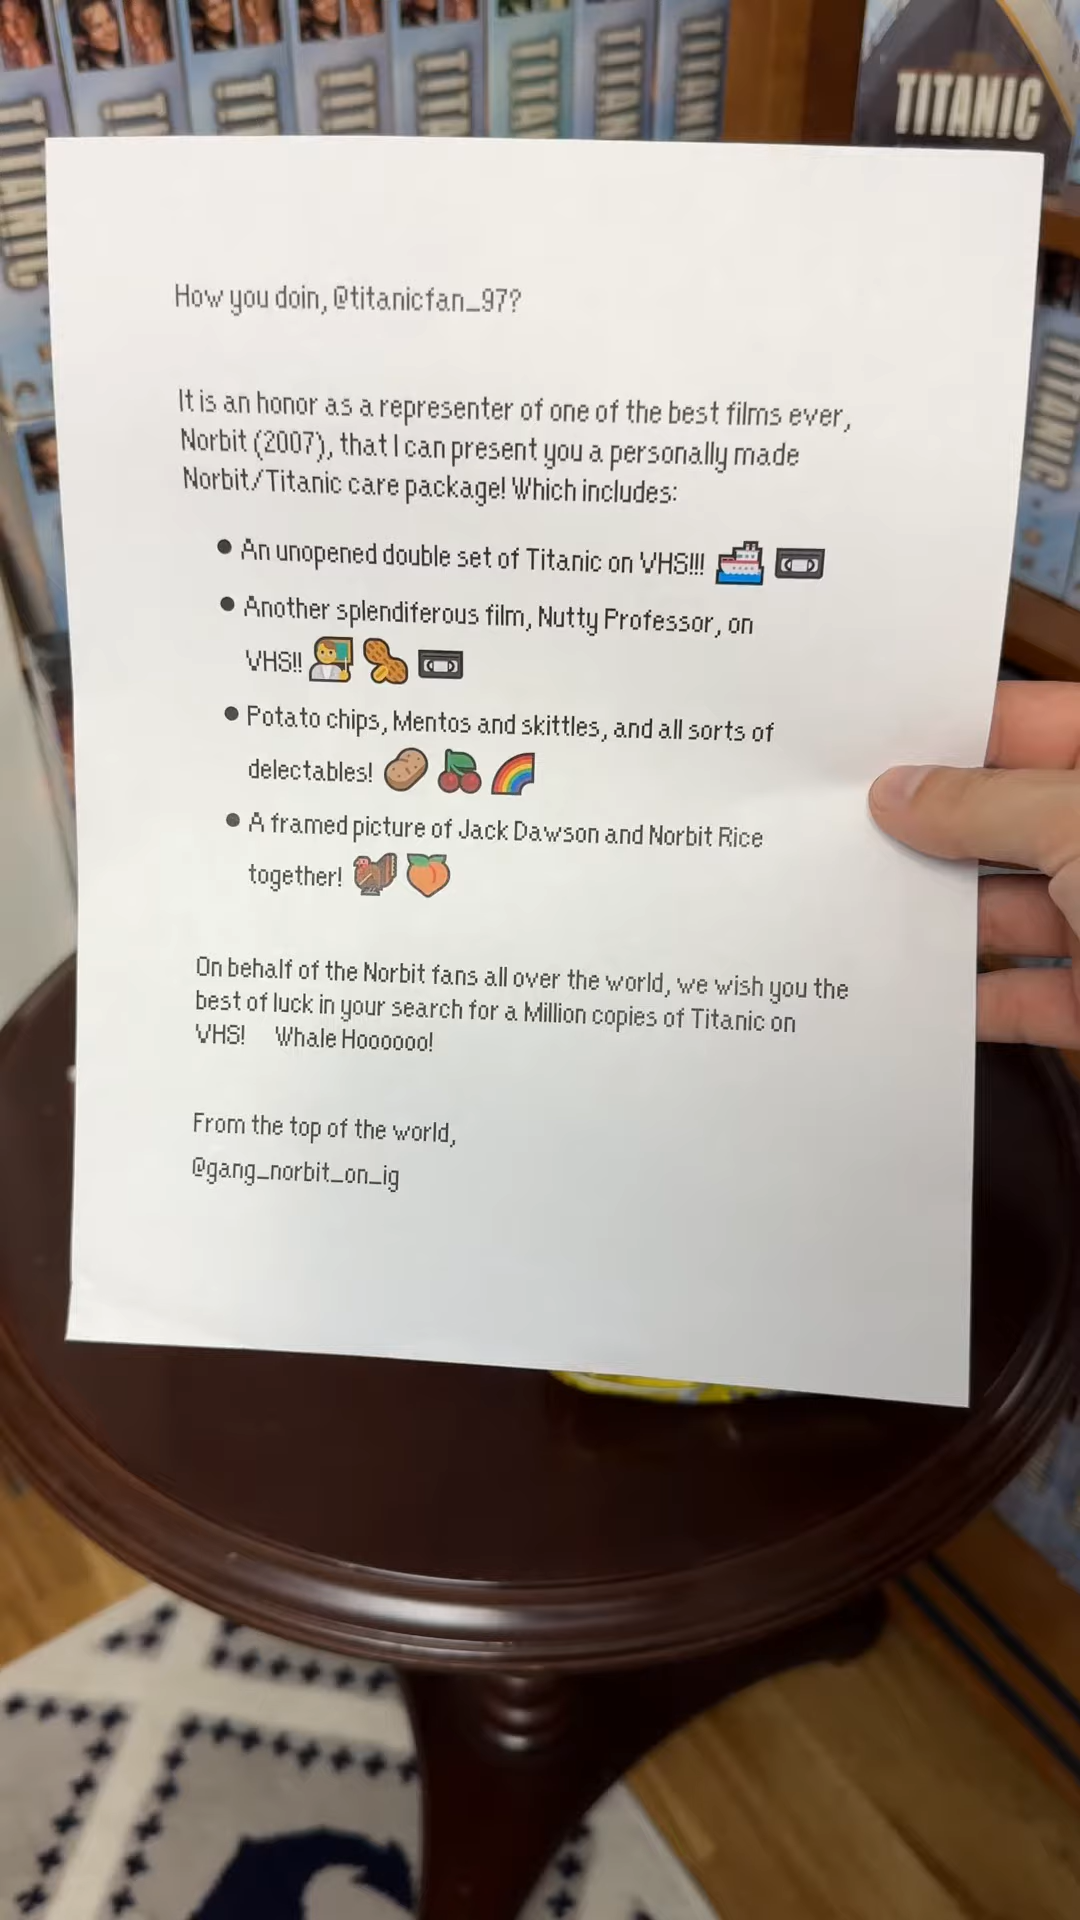 TITANIC
TITANIC
How you doin, @titanicfan_97?
It is an honor as a representer of one of the best films ever,
Norbit (2007), that I can present you a personally made
Norbit/Titanic care package! Which includes:
● An unopened double set of Titanic on VHS!!! 🛳️ 📼
● Another splendiferous film, Nutty Professor, on
VHS!! 👨‍🏫 🥜 📼
● Potato chips, Mentos and skittles, and all sorts of
delectables! 🥔 🍒 🌈
● A framed picture of Jack Dawson and Norbit Rice
together! 🦃 🍑
On behalf of the Norbit fans all over the world, we wish you the
best of luck in your search for a Million copies of Titanic on
VHS! Whale Hoooooo!
From the top of the world,
@gang_norbit_on_ig
TITANIC